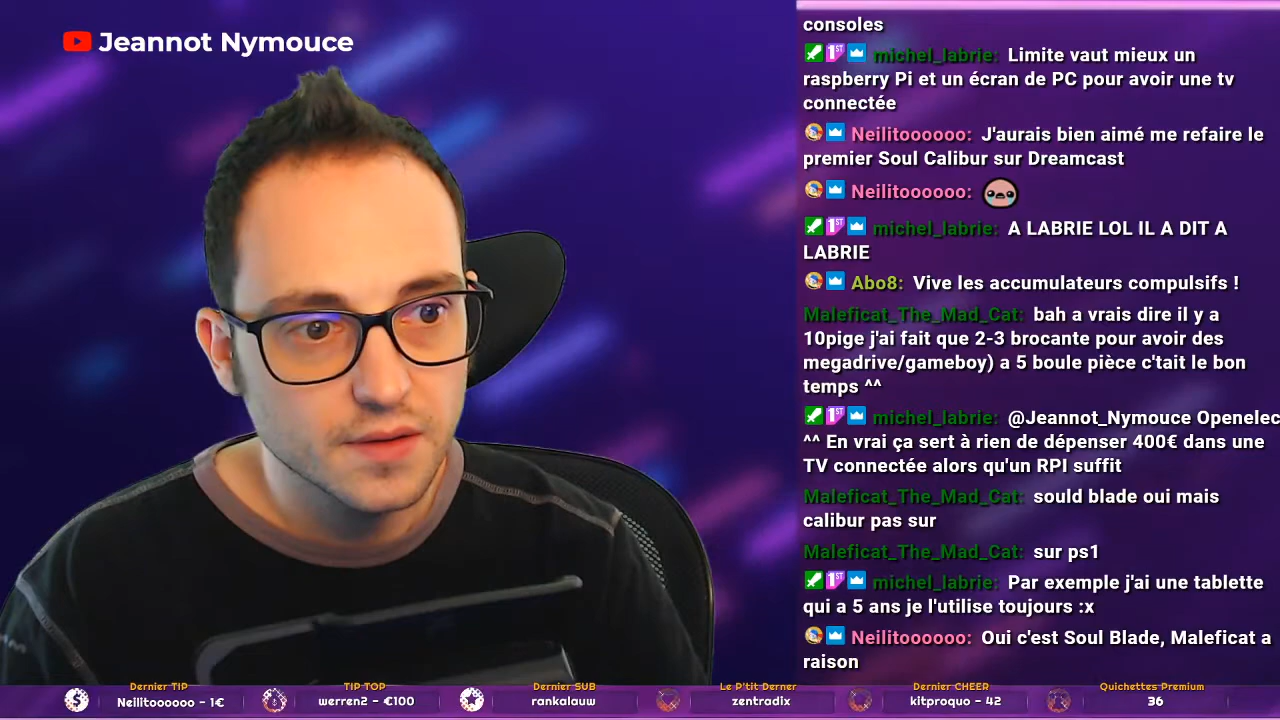 Jeannot Nymouce
consoles
michel_labrie: Limite vaut mieux un
raspberry Pi et un écran de PC pour avoir une tv
connectée
Neilitoooooo: J'aurais bien aimé me refaire le
premier Soul Calibur sur Dreamcast
Neilitoooooo:
michel_labrie: A LABRIE LOL IL A DIT A
LABRIE
Abo8: Vive les accumulateurs compulsifs !
Maleficat_The_Mad_Cat: bah a vrais dire il y a
10pige j'ai fait que 2-3 brocante pour avoir des
megadrive/gameboy) a 5 boule pièce c'tait le bon
temps ^^
michel_labrie: @Jeannot_Nymouce Openelec
^^ En vrai ça sert à rien de dépenser 400€ dans une
TV connectée alors qu'un RPI suffit
Maleficat_The_Mad_Cat: sould blade oui mais
calibur pas sur
Maleficat_The_Mad_Cat: sur ps1
michel_labrie: Par exemple j'ai une tablette
qui a 5 ans je l'utilise toujours :x
Neilitoooooo: Oui c'est Soul Blade, Maleficat a
raison
Dernier TIP
Neilitoooooo - 1€
TIP TOP
werren2 - €100
Dernier SUB
rankalauw
Le P'tit Derner
zentradix
Dernier CHEER
kitproquo - 42
Quichettes Premium
36